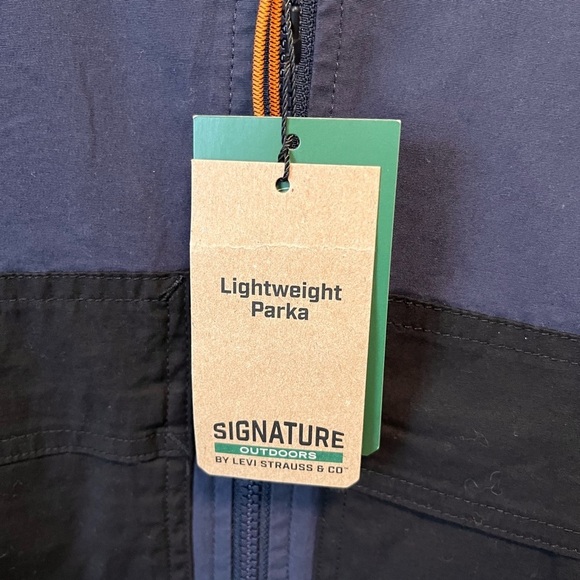 Lightweight
Parka
SIGNATURE
OUTDOORS
BY LEVI STRAUSS & CO™